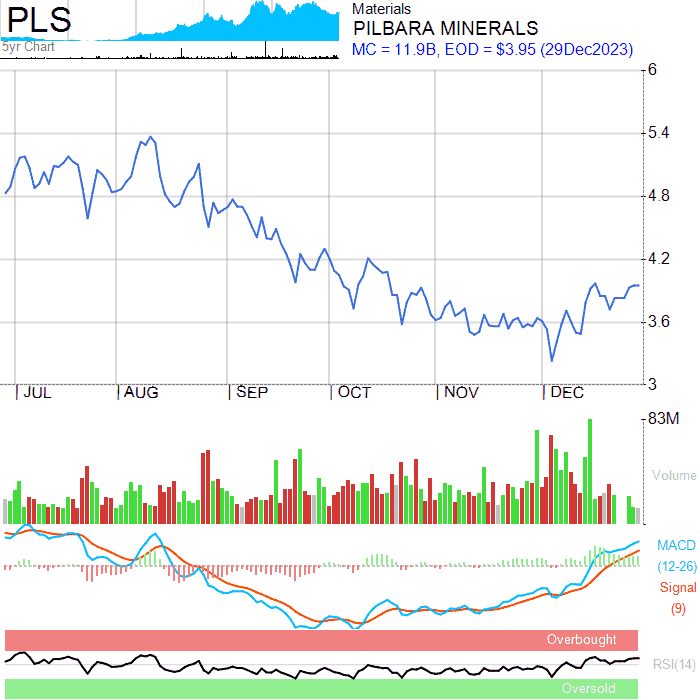 PLS
5yr Chart
Materials
PILBARA MINERALS
MC = 11.9B, EOD = $3.95 (29Dec2023)
6
5.4
4.8
4.2
3.6
3
JUL AUG SEP OCT NOV DEC
83M
Volume
MACD
(12-26)
Signal
(9)
Overbought
RSI(14)
Oversold